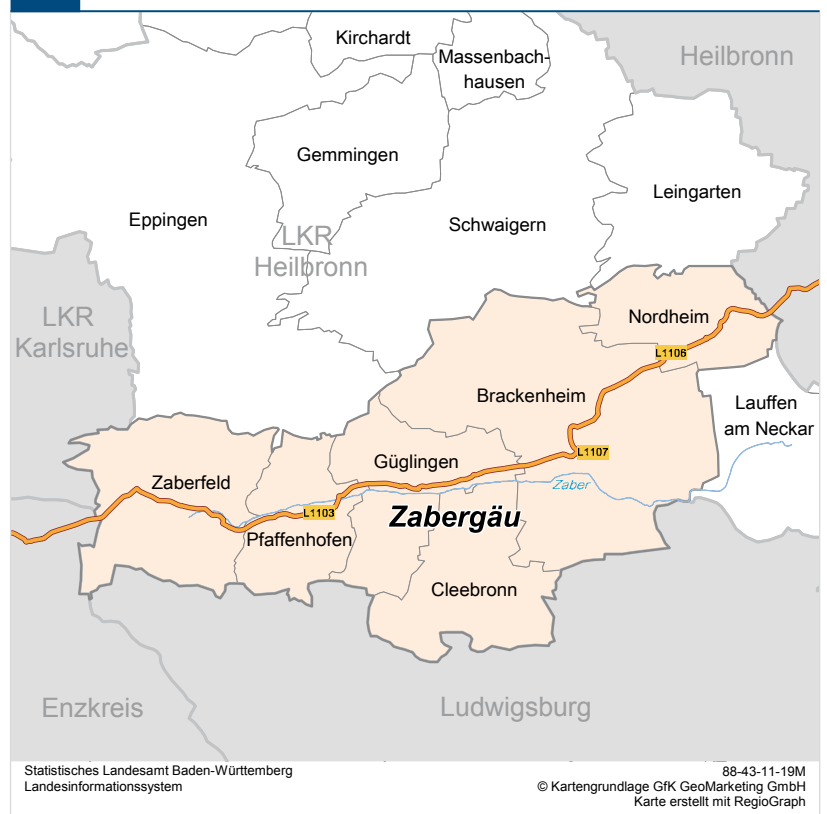 Kirchardt
Massenbach-
hausen
Heilbronn
Gemmingen
Leingarten
Eppingen
Schwaigern
LKR
Heilbronn
LKR
Karlsruhe
Nordheim
L1106
Brackenheim
Lauffen
am Neckar
L1107
Güglingen
Zaberfeld
Zaber
L1103
Zabergäu
Pfaffenhofen
Cleebronn
Enzkreis
Ludwigsburg
Statistisches Landesamt Baden-Württemberg
Landesinformationssystem
88-43-11-19M
© Kartengrundlage GfK GeoMarketing GmbH
Karte erstellt mit RegioGraph